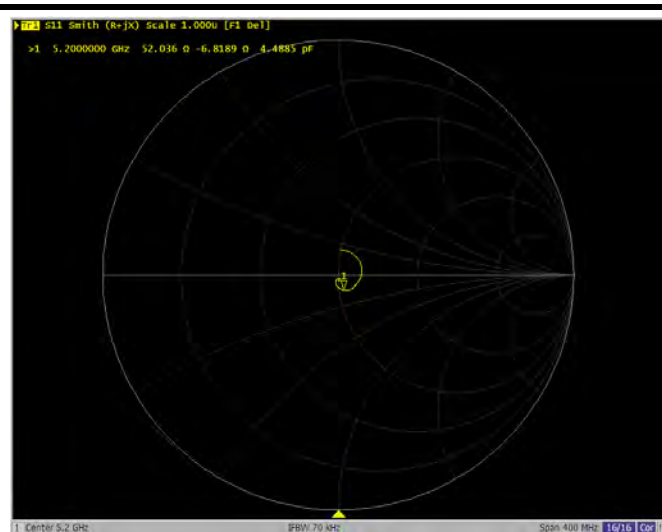 Tr1 S11 Smith (R+jX) Scale 1.000U [F1 Del]
>1 5.2000000 GHz 52.036 Ω -6.8189 Ω 4.4885 pF
1
1 Center 5.2 GHz IFBW 70 kHz Span 400 MHz 16/16 Cor